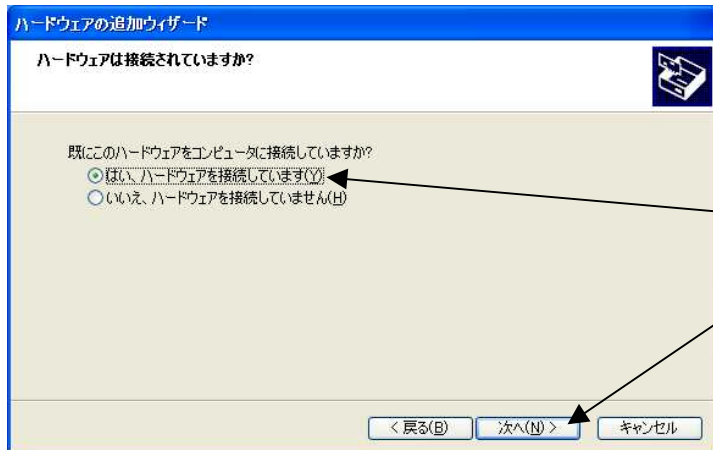 ハードウェアの追加ウィザード
ハードウェアは接続されていますか?
既にこのハードウェアをコンピュータに接続していますか?
はい、ハードウェアを接続しています(Y)
いいえ、ハードウェアを接続していません(H)
< 戻る(B) 次へ(N) > キャンセル